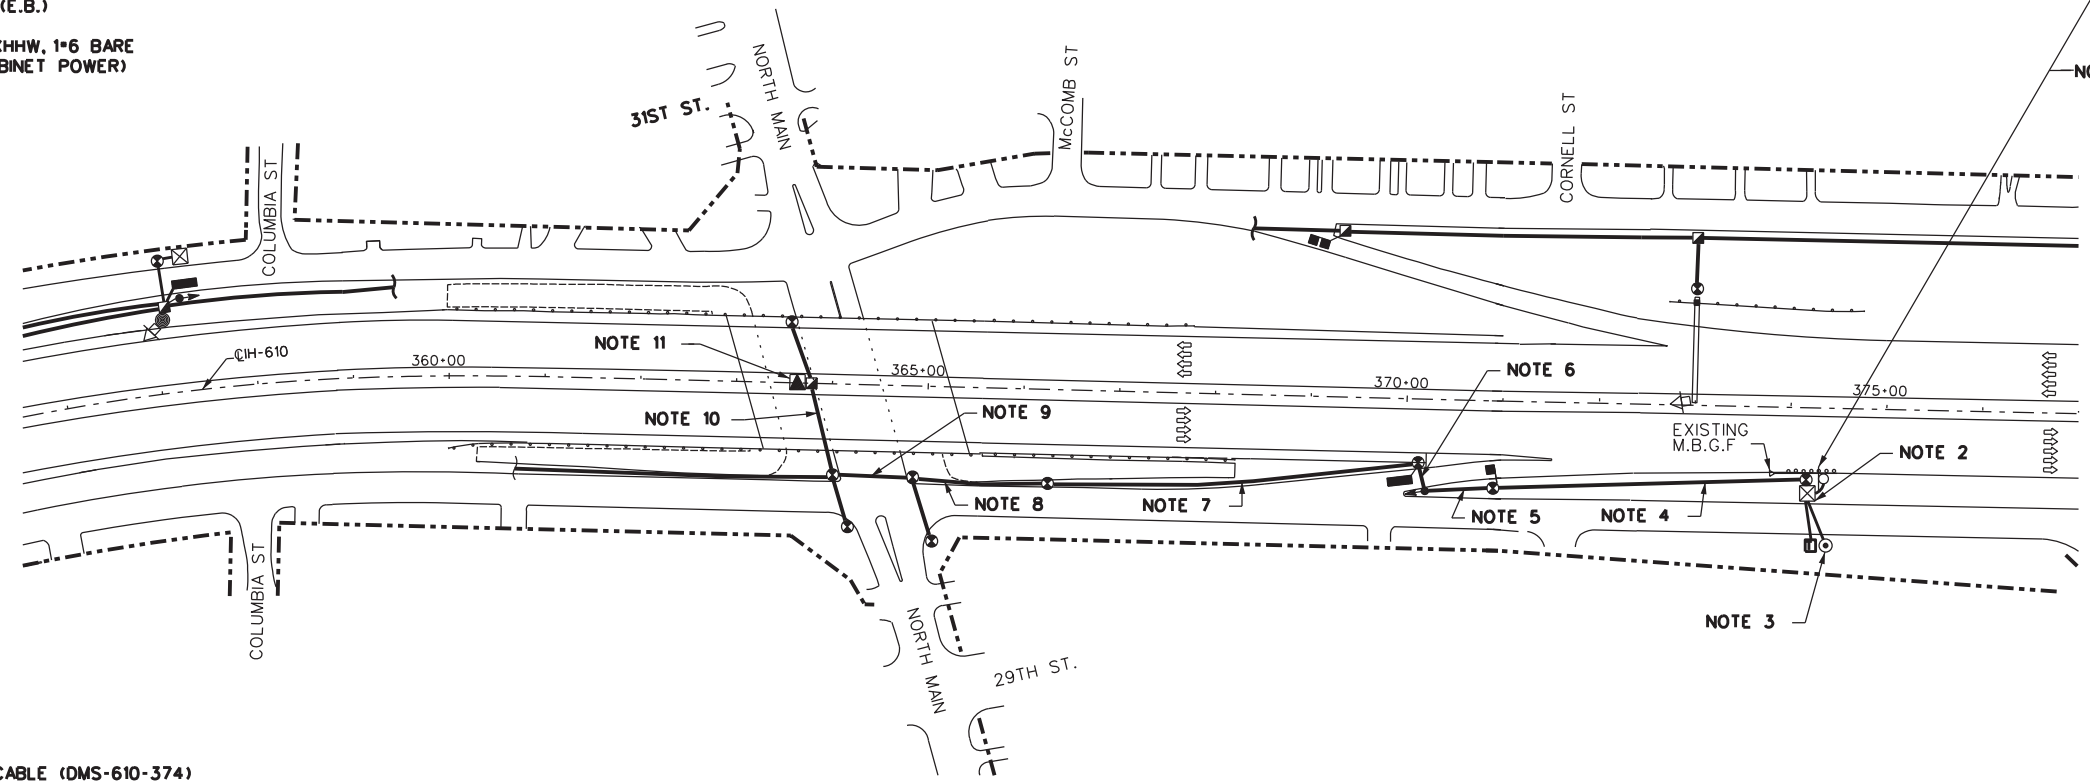 (E.B.)
CHHW, 1#6 BARE
BINET POWER)
31ST ST.
NORTH MAIN
McCOMB ST
CORNELL ST
COLUMBIA ST
NOTE 11
℄IH-610
360+00
365+00
370+00
375+00
NOTE 6
NOTE 10
NOTE 9
EXISTING
M.B.G.F
NOTE 2
NOTE 8
NOTE 7
NOTE 5
NOTE 4
NOTE 3
COLUMBIA ST
NORTH MAIN
29TH ST.
CABLE (DMS-610-374)